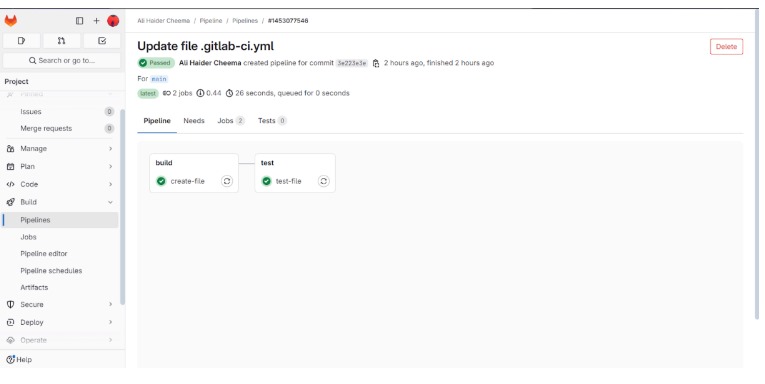 Ali Haider Cheema / Pipeline / Pipelines / #1453077546
Search or go to...
Project
Pinned
Issues 0
Merge requests 0
Manage
Plan
Code
Build
Pipelines
Jobs
Pipeline editor
Pipeline schedules
Artifacts
Secure
Deploy
Operate
Help
Update file .gitlab-ci.yml
Delete
Passed Ali Haider Cheema created pipeline for commit 3e223e3e 2 hours ago, finished 2 hours ago
For main
latest 2 jobs 0.44 26 seconds, queued for 0 seconds
Pipeline Needs Jobs 2 Tests 0
build
create-file
test
test-file